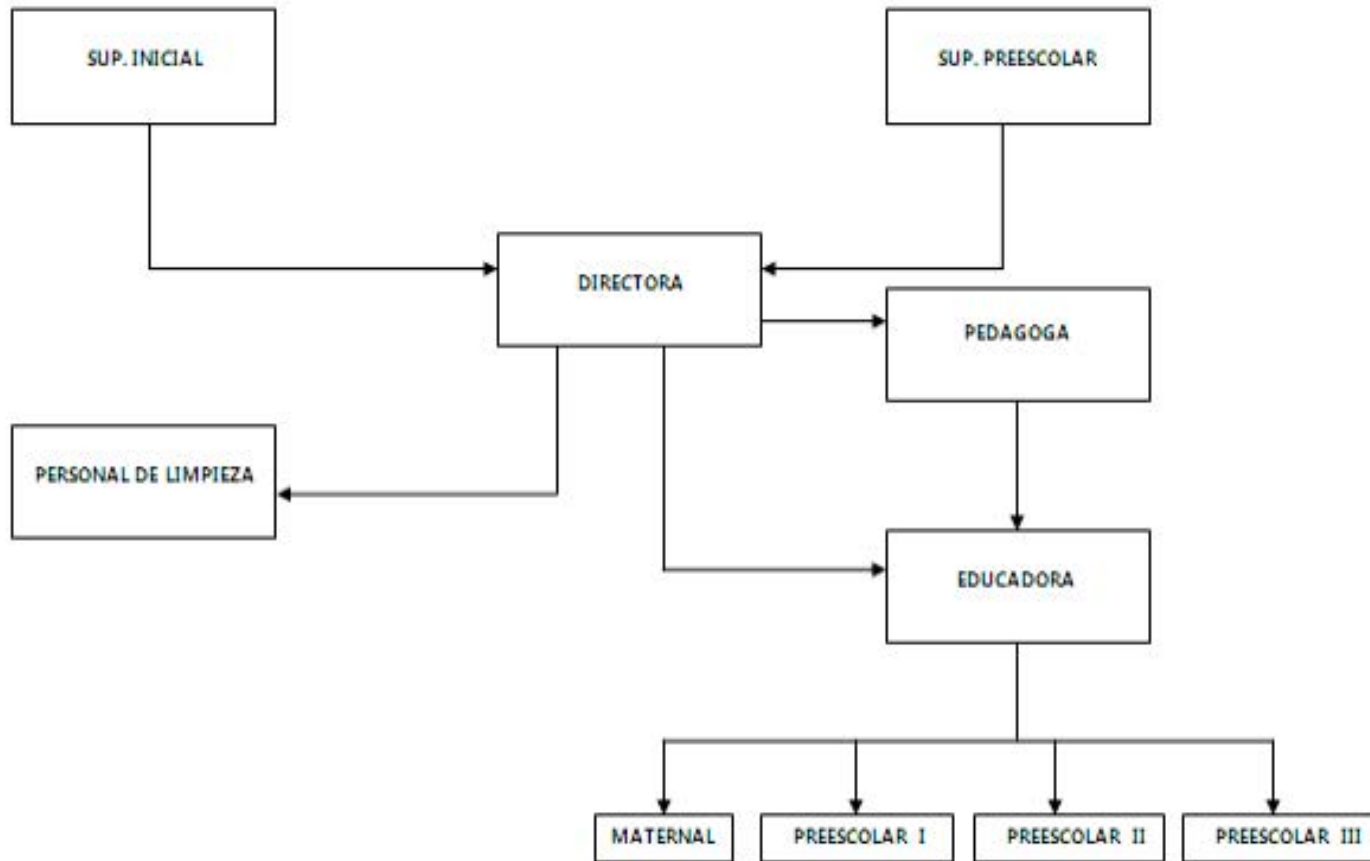 SUP. INICIAL
SUP. PREESCOLAR
DIRECTORA
PEDAGOGA
PERSONAL DE LIMPIEZA
EDUCADORA
MATERNAL
PREESCOLAR I
PREESCOLAR II
PREESCOLAR III